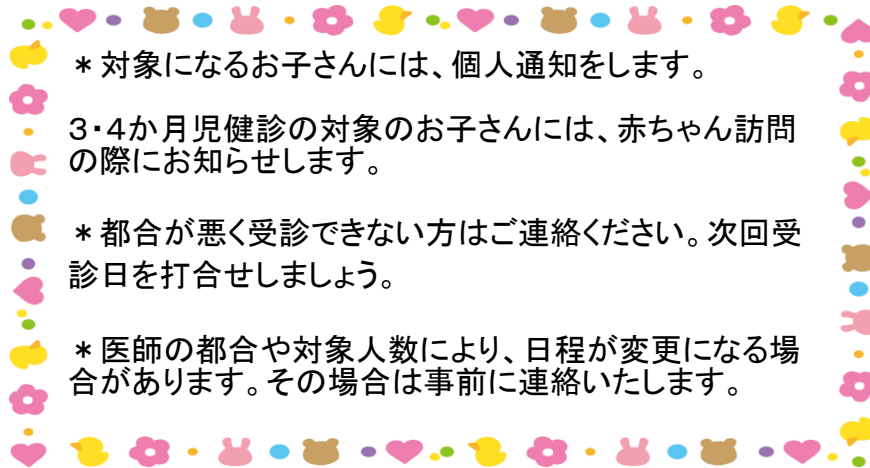 ＊対象になるお子さんには、個人通知をします。
３・４か月児健診の対象のお子さんには、赤ちゃん訪問
の際にお知らせします。
＊都合が悪く受診できない方はご連絡ください。次回受
診日を打合せしましょう。
＊医師の都合や対象人数により、日程が変更になる場
合があります。その場合は事前に連絡いたします。